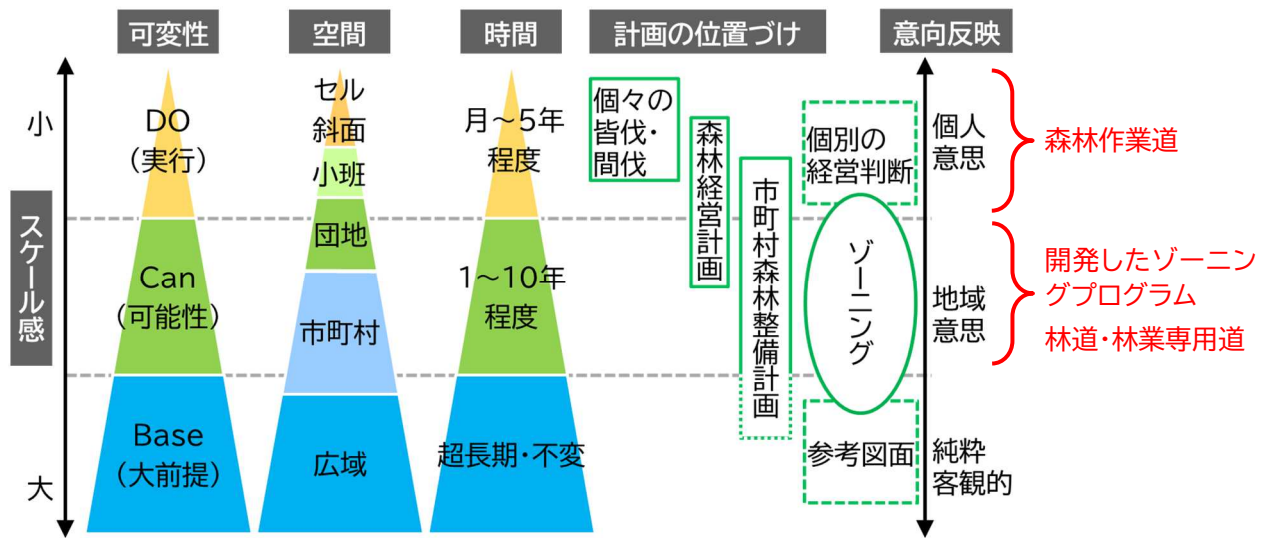 可変性
空間
時間
計画の位置づけ
意向反映
スケール感
小
大
DO
（実行）
Can
（可能性）
Base
（大前提）
セル
斜面
小班
団地
市町村
広域
月～5年
程度
1～10年
程度
超長期・不変
個々の
皆伐・
間伐
森林経営計画
市町村森林整備計画
個別の
経営判断
ゾーニング
参考図面
個人
意思
地域
意思
純粋
客観的
森林作業道
開発したゾーニン
グプログラム
林道・林業専用道